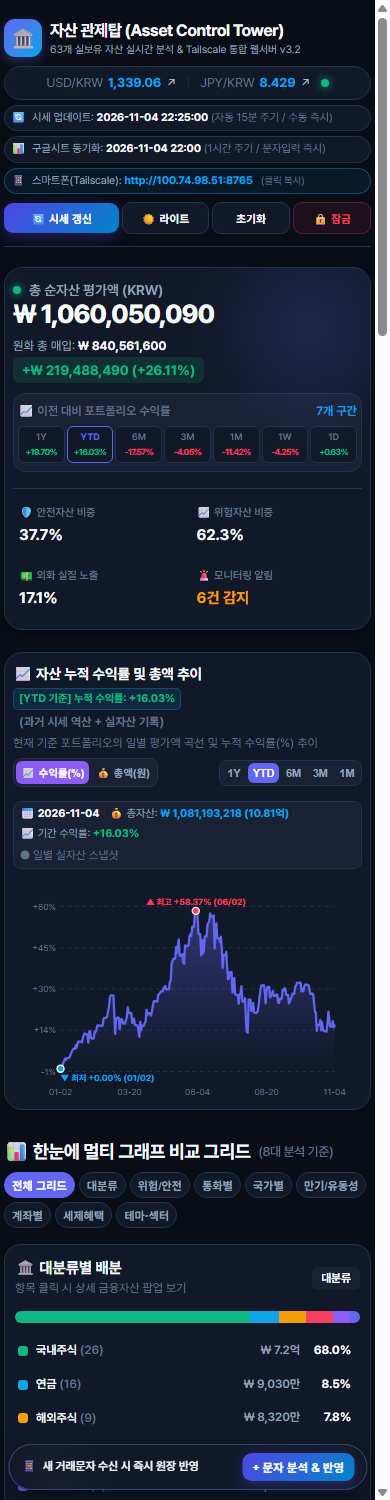 자산 관제탑 (Asset Control Tower)
63개 실보유 자산 실시간 분석 & Tailscale 통합 웹서버 v3.2
USD/KRW 1,339.06 ↗ JPY/KRW 8.429 ↗
시세 업데이트: 2026-11-04 22:25:00 (자동 15분 주기 / 수동 즉시)
구글시트 동기화: 2026-11-04 22:00 (1시간 주기 / 문자입력 즉시)
스마트폰(Tailscale): http://100.74.98.51:8765 (클릭 복사)
시세 갱신 라이트 초기화 잠금
총 순자산 평가액 (KRW)
₩ 1,060,050,090
원화 총 매입: ₩ 840,561,600
+₩ 219,488,490 (+26.11%)
이전 대비 포트폴리오 수익률 7개 구간
1Y YTD 6M 3M 1M 1W 1D
+19.70% +16.03% -17.57% -4.05% -11.42% -4.25% +0.63%
안전자산 비중 위험자산 비중
37.7% 62.3%
외화 실질 노출 모니터링 알림
17.1% 6건 감지
자산 누적 수익률 및 총액 추이
[YTD 기준] 누적 수익률: +16.03%
(과거 시세 역산 + 실자산 기록)
현재 기준 포트폴리오의 일별 평가액 곡선 및 누적 수익률(%) 추이
수익률(%) 총액(원) 1Y YTD 6M 3M 1M
2026-11-04 총자산: ₩ 1,081,193,218 (10.81억)
기간 수익률: +16.03%
일별 실자산 스냅샷
▲ 최고 +58.37% (06/02)
+60%
+45%
+30%
+14%
-1%
▼ 최저 +0.00% (01/02)
01-02 03-20 06-04 08-20 11-04
한눈에 멀티 그래프 비교 그리드 (8대 분석 기준)
전체 그리드 대분류 위험/안전 통화별 국가별 만기/유동성
계좌별 세제혜택 테마·섹터
대분류별 배분
항목 클릭 시 상세 금융자산 팝업 보기
대분류
국내주식 (26) ₩ 7.2억 68.0%
연금 (16) ₩ 9,030만 8.5%
해외주식 (9) ₩ 8,320만 7.8%
새 거래문자 수신 시 즉시 원장 반영
+ 문자 분석 & 반영